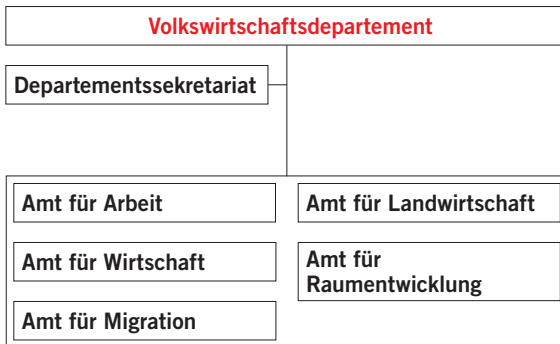 Volkswirtschaftsdepartement
Departementssekretariat
Amt für Arbeit
Amt für Wirtschaft
Amt für Migration
Amt für Landwirtschaft
Amt für
Raumentwicklung